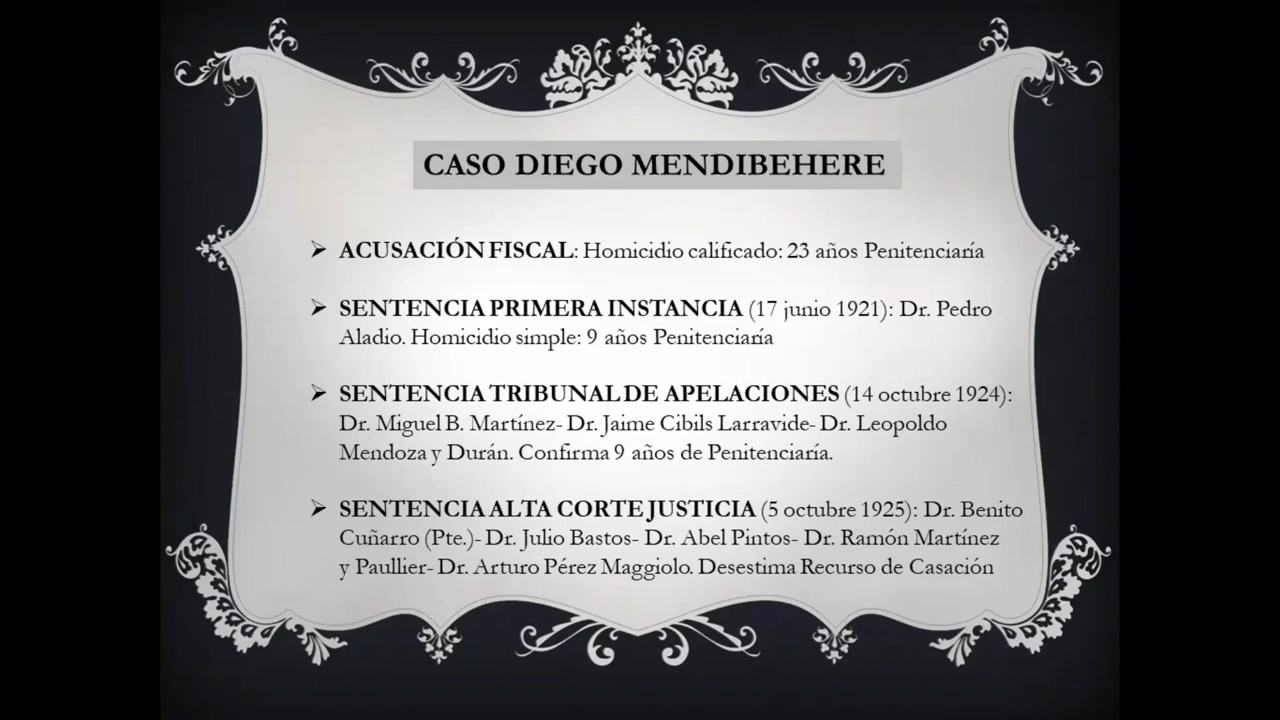 CASO DIEGO MENDIBEHERE
➢ ACUSACIÓN FISCAL: Homicidio calificado: 23 años Penitenciaría
➢ SENTENCIA PRIMERA INSTANCIA (17 junio 1921): Dr. Pedro
Aladio. Homicidio simple: 9 años Penitenciaría
➢ SENTENCIA TRIBUNAL DE APELACIONES (14 octubre 1924):
Dr. Miguel B. Martínez- Dr. Jaime Cibils Larravide- Dr. Leopoldo
Mendoza y Durán. Confirma 9 años de Penitenciaría.
➢ SENTENCIA ALTA CORTE JUSTICIA (5 octubre 1925): Dr. Benito
Cuñarro (Pte.)- Dr. Julio Bastos- Dr. Abel Pintos- Dr. Ramón Martínez
y Paullier- Dr. Arturo Pérez Maggiolo. Desestima Recurso de Casación